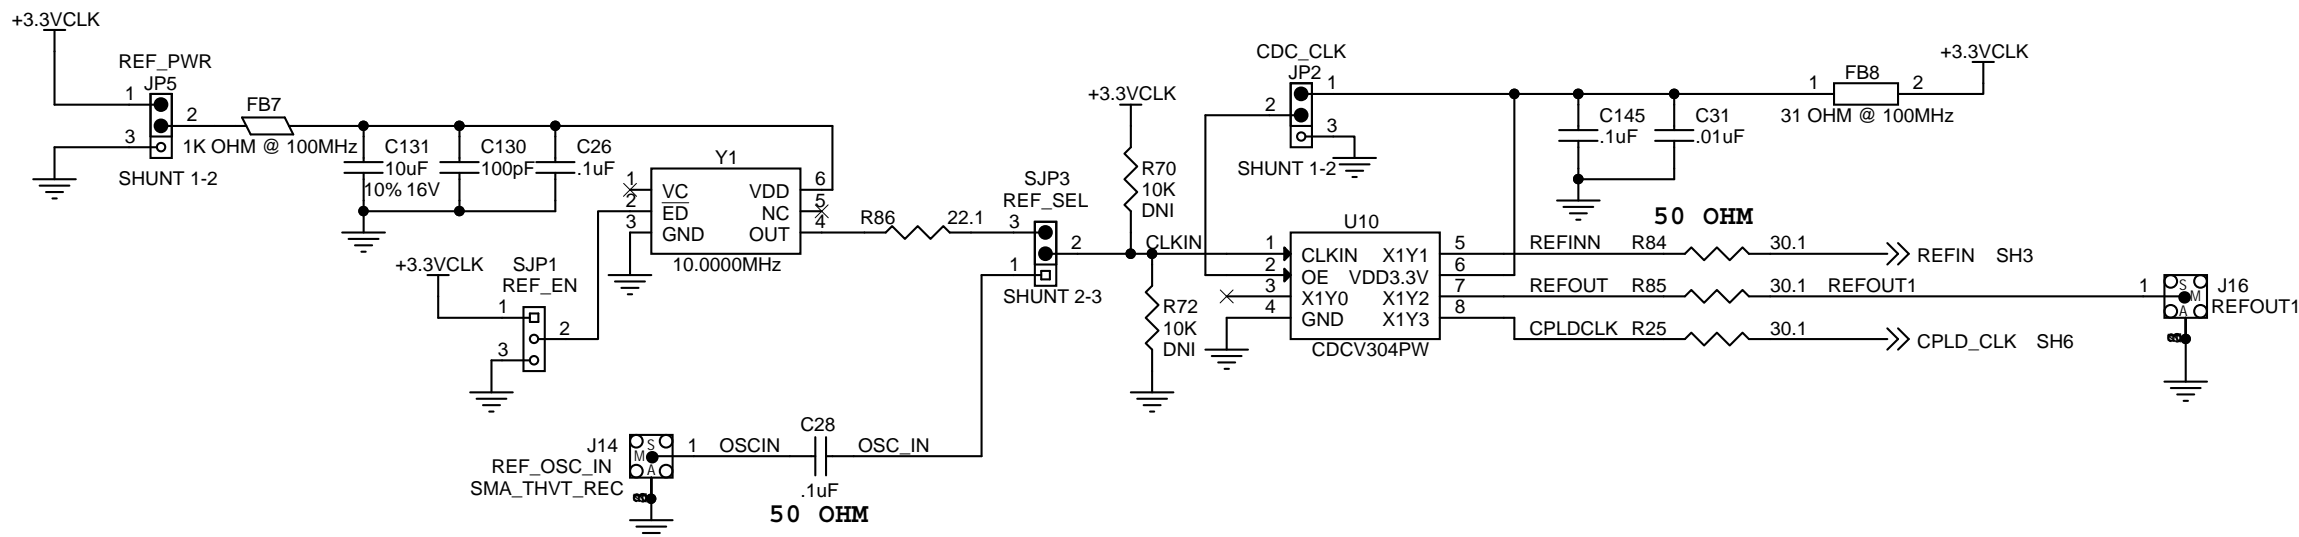 +3.3VCLK
REF_PWR
JP5
1
2
3
SHUNT 1-2
FB7
1K OHM @ 100MHz
C131
10uF
10% 16V
C130
100pF
C26
.1uF
Y1
1 VC VDD 6
2 ED NC 5
3 GND OUT 4
10.0000MHz
R86 22.1
+3.3VCLK
SJP1
REF_EN
1
2
3
SJP3
REF_SEL
3
2
1
SHUNT 2-3
J14
REF_OSC_IN
SMA_THVT_REC
S
M
A
1 OSCIN
C28
.1uF
OSC_IN
50 OHM
+3.3VCLK
R70
10K
DNI
CLKIN
R72
10K
DNI
CDC_CLK
JP2
1
2
3
SHUNT 1-2
U10
1 CLKIN X1Y1 5
2 OE VDD3.3V 6
3 X1Y0 X1Y2 7
4 GND X1Y3 8
CDCV304PW
C145
.1uF
C31
.01uF
1 FB8 2
31 OHM @ 100MHz
+3.3VCLK
50 OHM
REFINN R84 30.1 REFIN SH3
REFOUT R85 30.1 REFOUT1 1
CPLDCLK R25 30.1 CPLD_CLK SH6
J16
REFOUT1
S
M
A